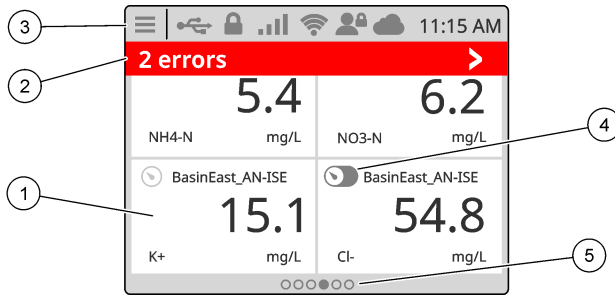 11:15 AM
2 errors
5.4 6.2
NH4-N mg/L NO3-N mg/L
BasinEast_AN-ISE BasinEast_AN-ISE
15.1 54.8
K+ mg/L Cl- mg/L
3
2
1
4
5